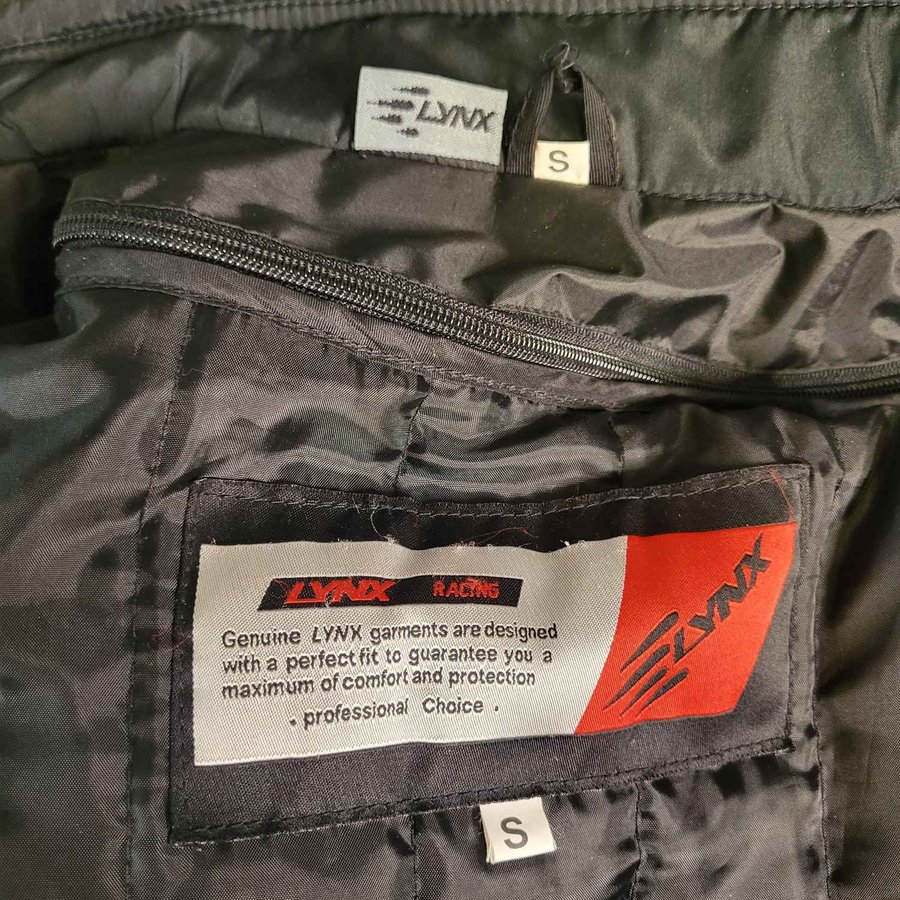 LYNX
S
LYNX RACING
Genuine LYNX garments are designed
with a perfect fit to guarantee you a
maximum of comfort and protection
. professional Choice .
LYNX
S